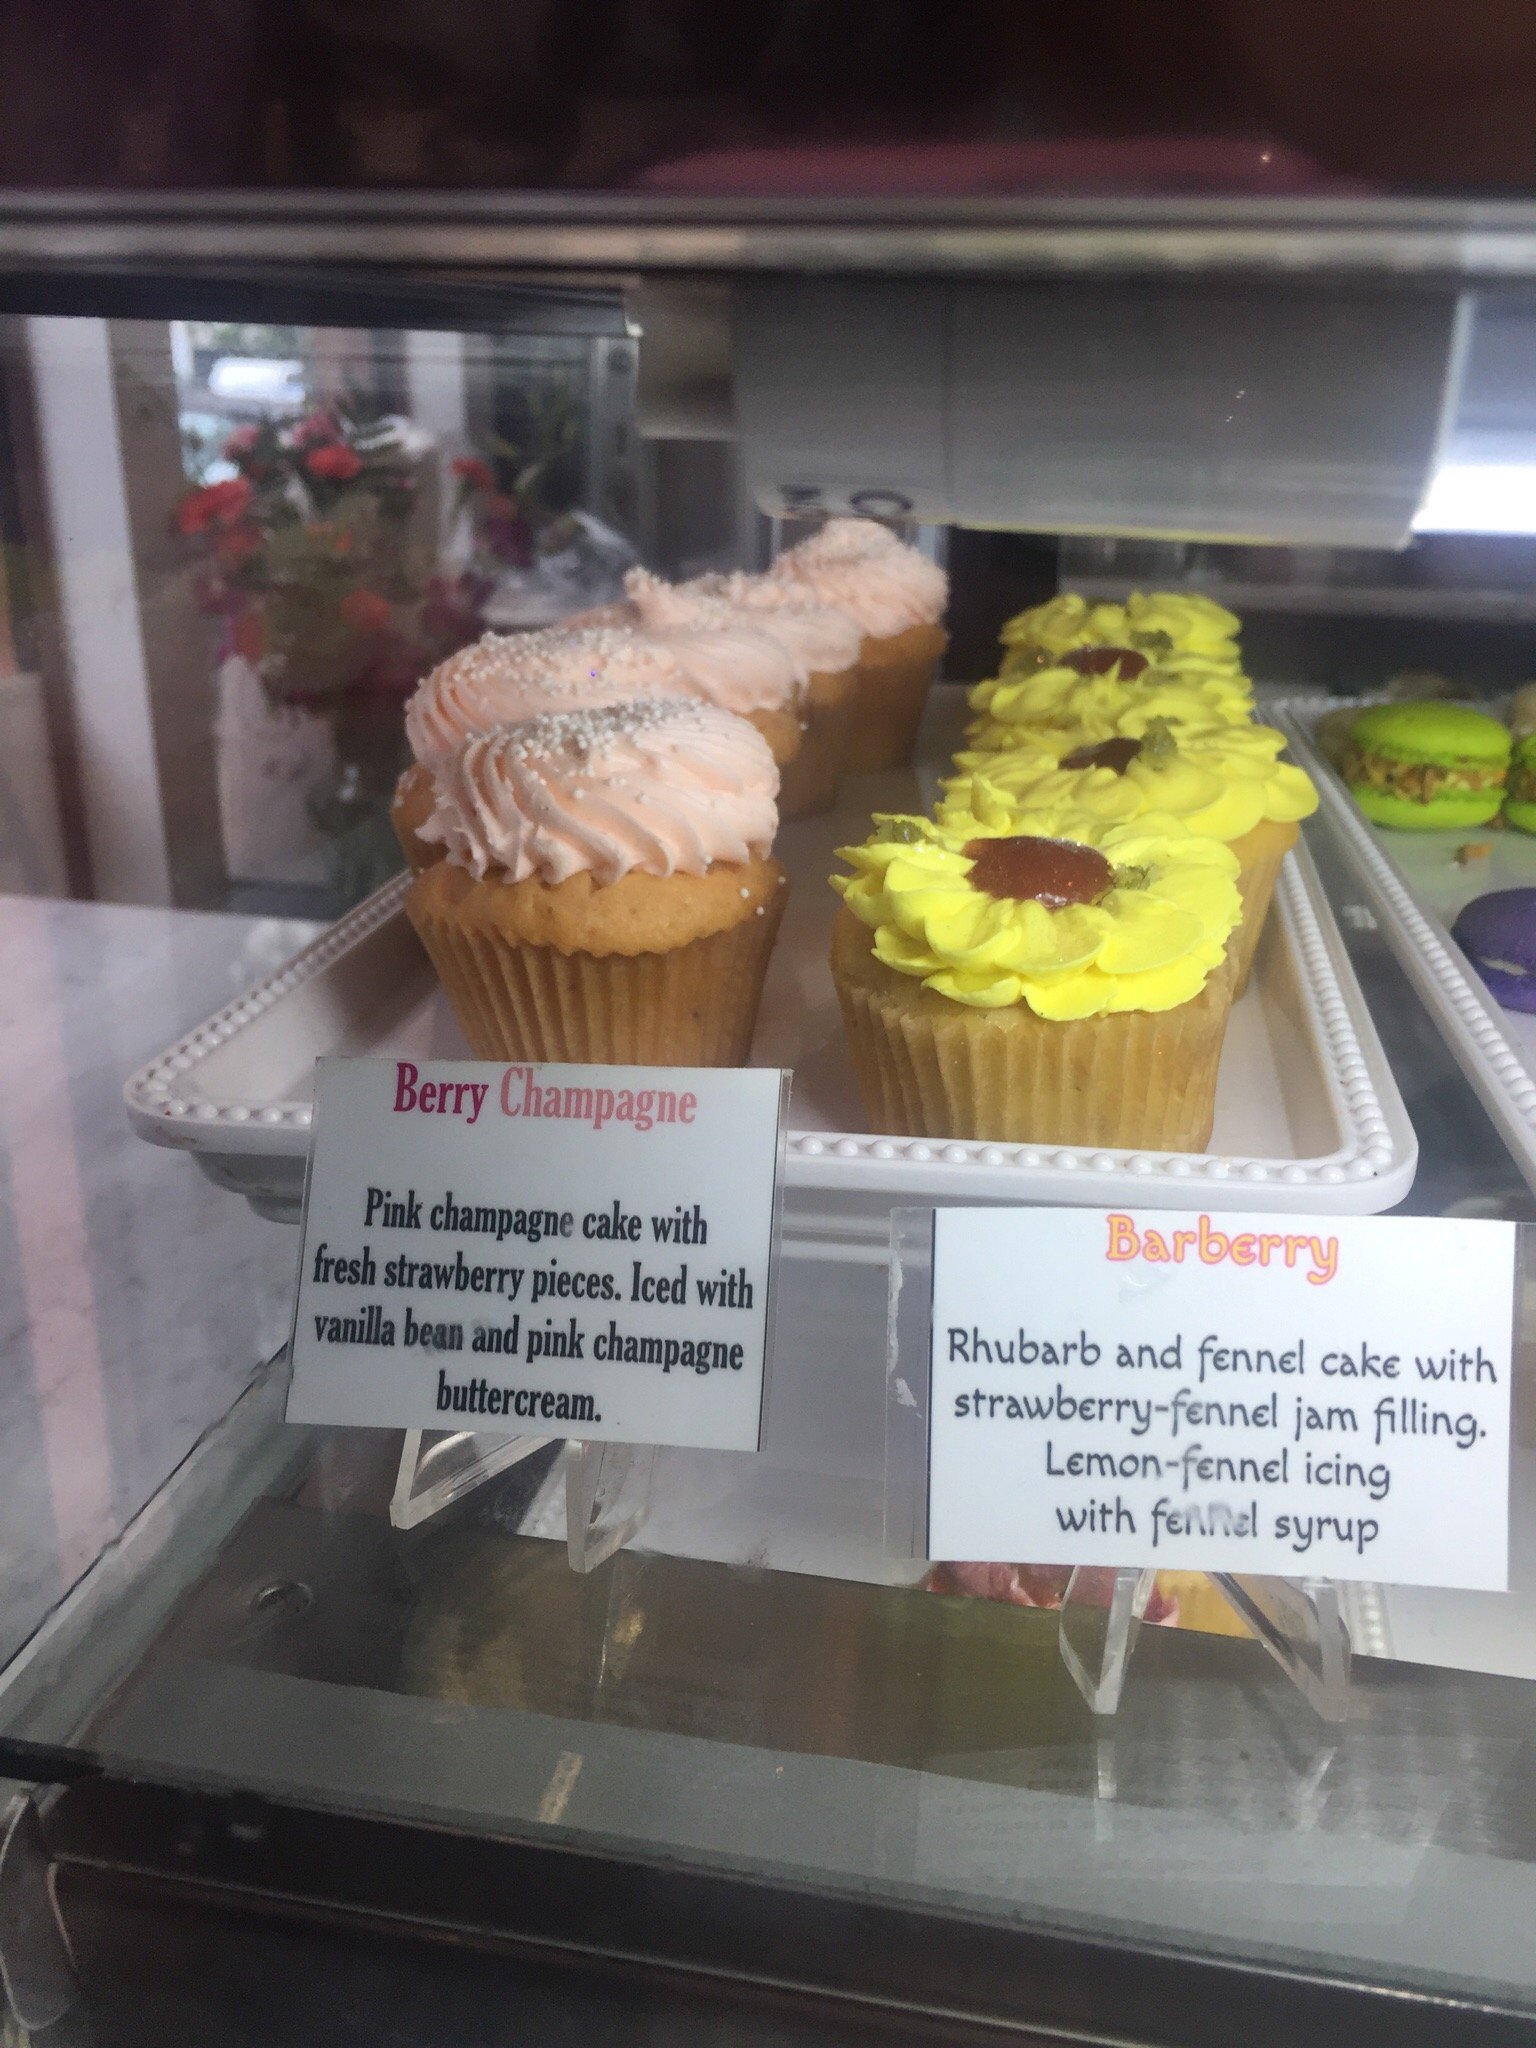 Berry Champagne
Pink champagne cake with
fresh strawberry pieces. Iced with
vanilla bean and pink champagne
buttercream.
Barberry
Rhubarb and fennel cake with
strawberry-fennel jam filling.
Lemon-fennel icing
with fennel syrup